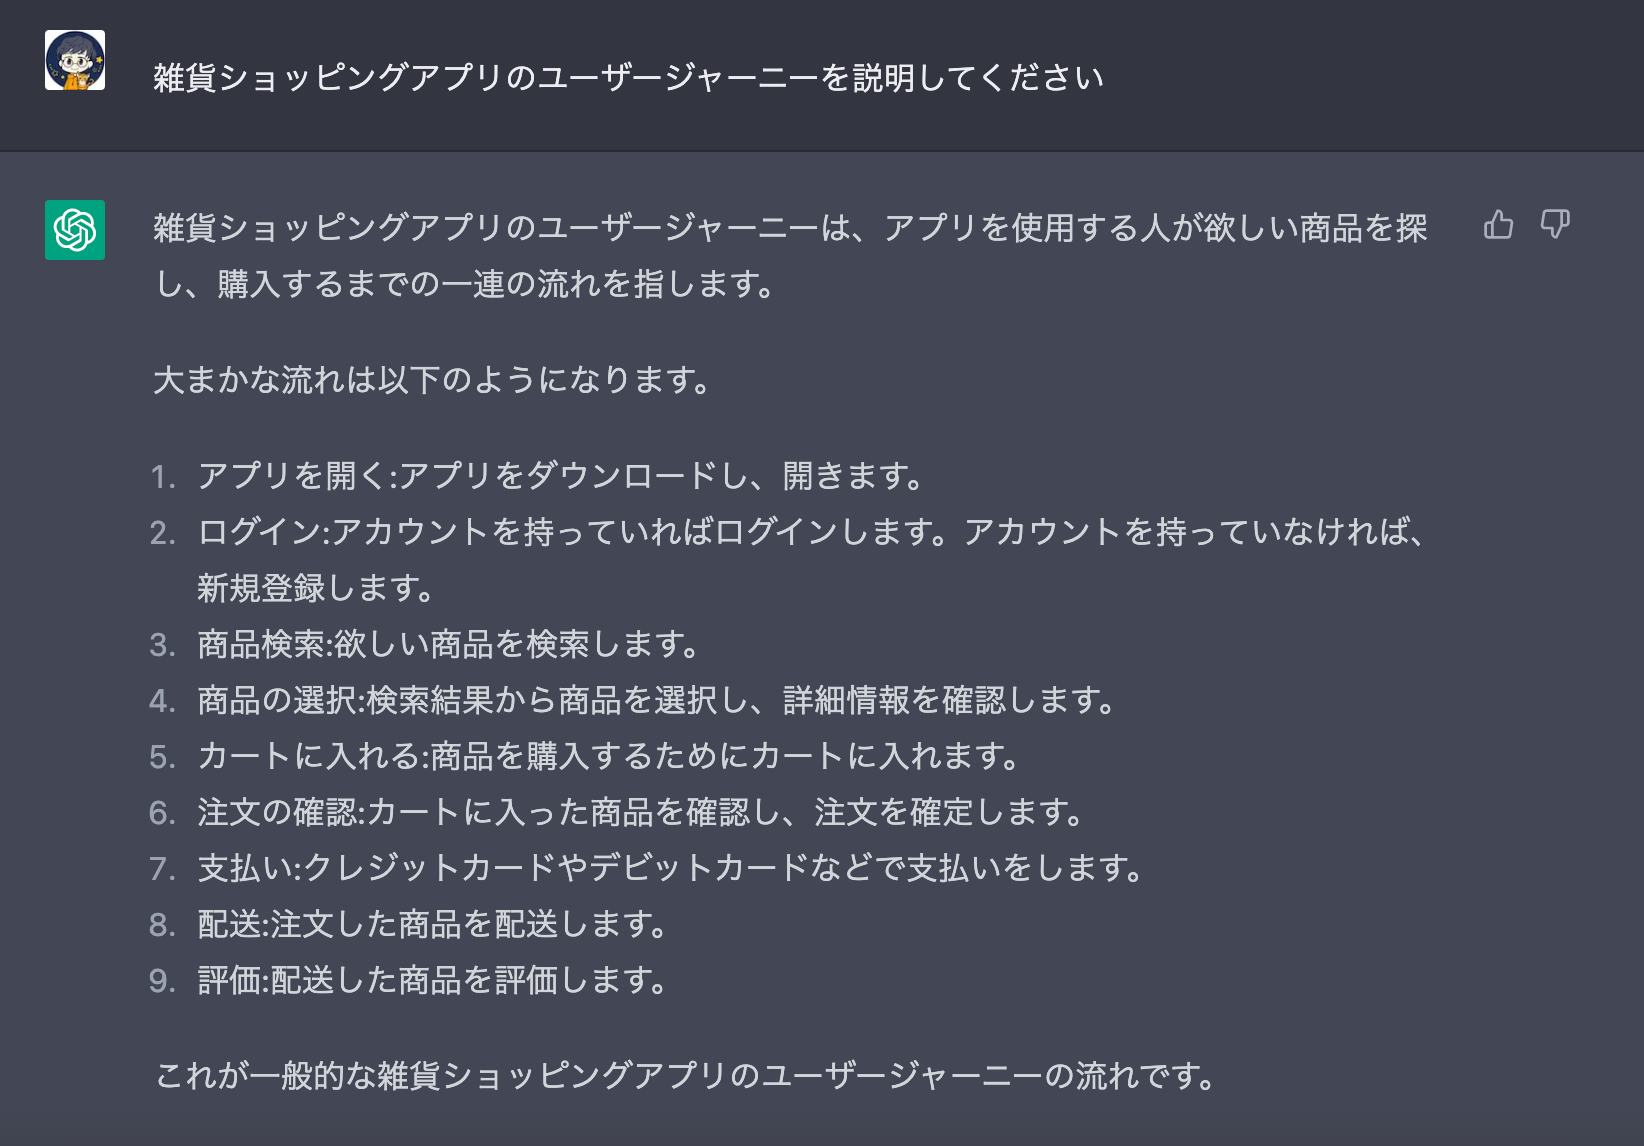 雑貨ショッピングアプリのユーザージャーニーを説明してください
雑貨ショッピングアプリのユーザージャーニーは、アプリを使用する人が欲しい商品を探
し、購入するまでの一連の流れを指します。
大まかな流れは以下のようになります。
1. アプリを開く:アプリをダウンロードし、開きます。
2. ログイン:アカウントを持っていればログインします。アカウントを持っていなければ、
新規登録します。
3. 商品検索:欲しい商品を検索します。
4. 商品の選択:検索結果から商品を選択し、詳細情報を確認します。
5. カートに入れる:商品を購入するためにカートに入れます。
6. 注文の確認:カートに入った商品を確認し、注文を確定します。
7. 支払い:クレジットカードやデビットカードなどで支払いをします。
8. 配送:注文した商品を配送します。
9. 評価:配送した商品を評価します。
これが一般的な雑貨ショッピングアプリのユーザージャーニーの流れです。